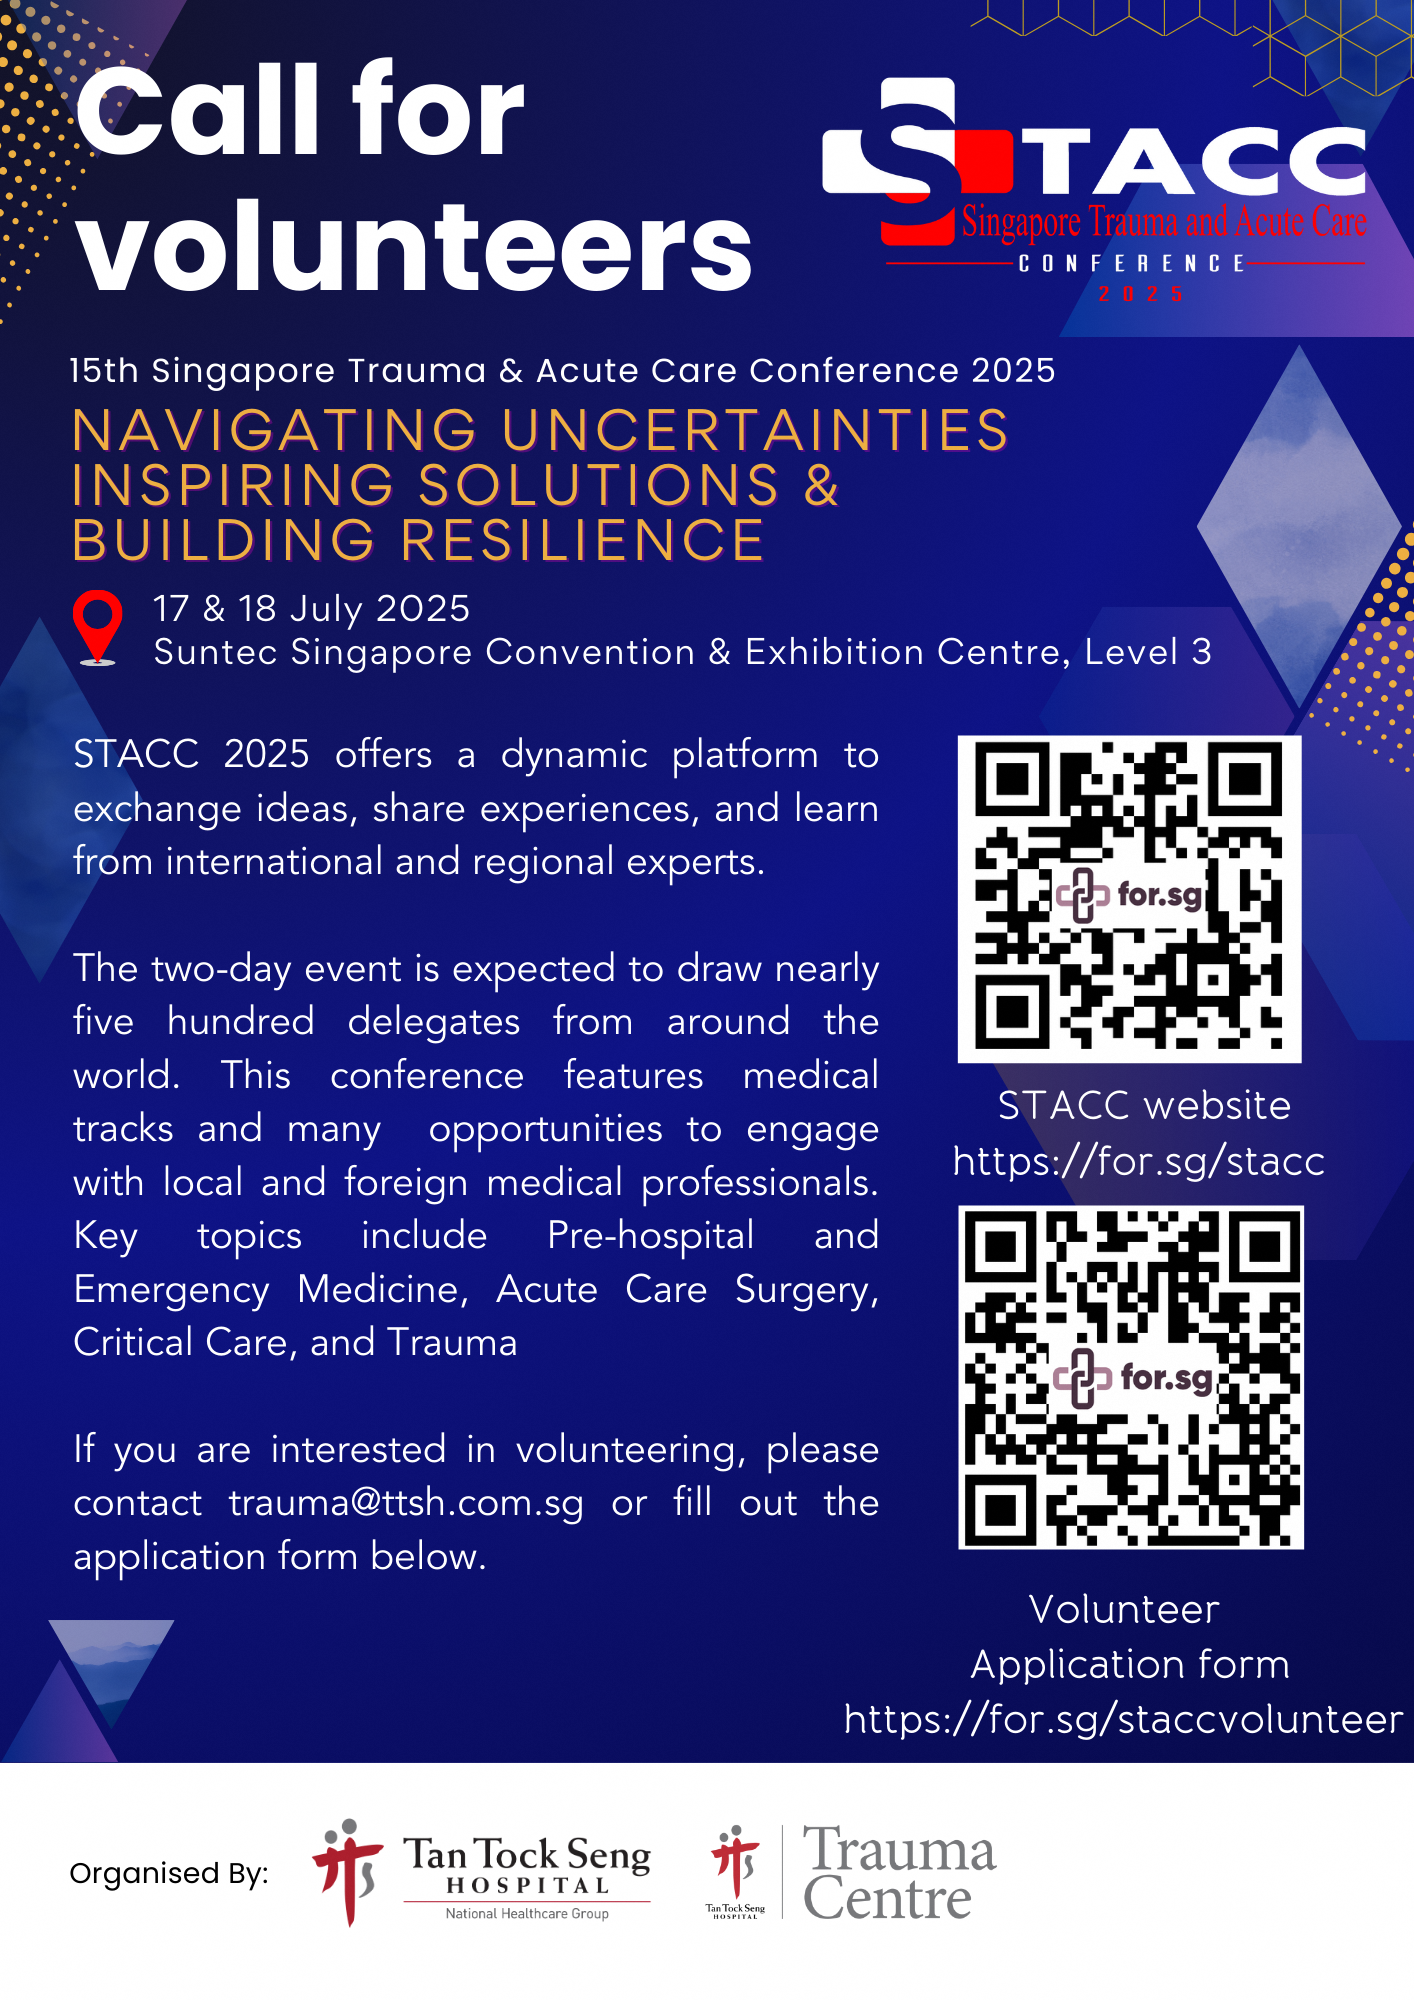 Call for
volunteers
STACC
Singapore Trauma and Acute Care
CONFERENCE
2025
15th Singapore Trauma & Acute Care Conference 2025
NAVIGATING UNCERTAINTIES
INSPIRING SOLUTIONS &
BUILDING RESILIENCE
17 & 18 July 2025
Suntec Singapore Convention & Exhibition Centre, Level 3
STACC 2025 offers a dynamic platform to
exchange ideas, share experiences, and learn
from international and regional experts.
The two-day event is expected to draw nearly
five hundred delegates from around the
world. This conference features medical
tracks and many opportunities to engage
with local and foreign medical professionals.
Key topics include Pre-hospital and
Emergency Medicine, Acute Care Surgery,
Critical Care, and Trauma
If you are interested in volunteering, please
contact trauma@ttsh.com.sg or fill out the
application form below.
for.sg
STACC website
https://for.sg/stacc
for.sg
Volunteer
Application form
https://for.sg/staccvolunteer
Organised By:
Tan Tock Seng
HOSPITAL
National Healthcare Group
Tan Tock Seng
HOSPITAL
Trauma
Centre